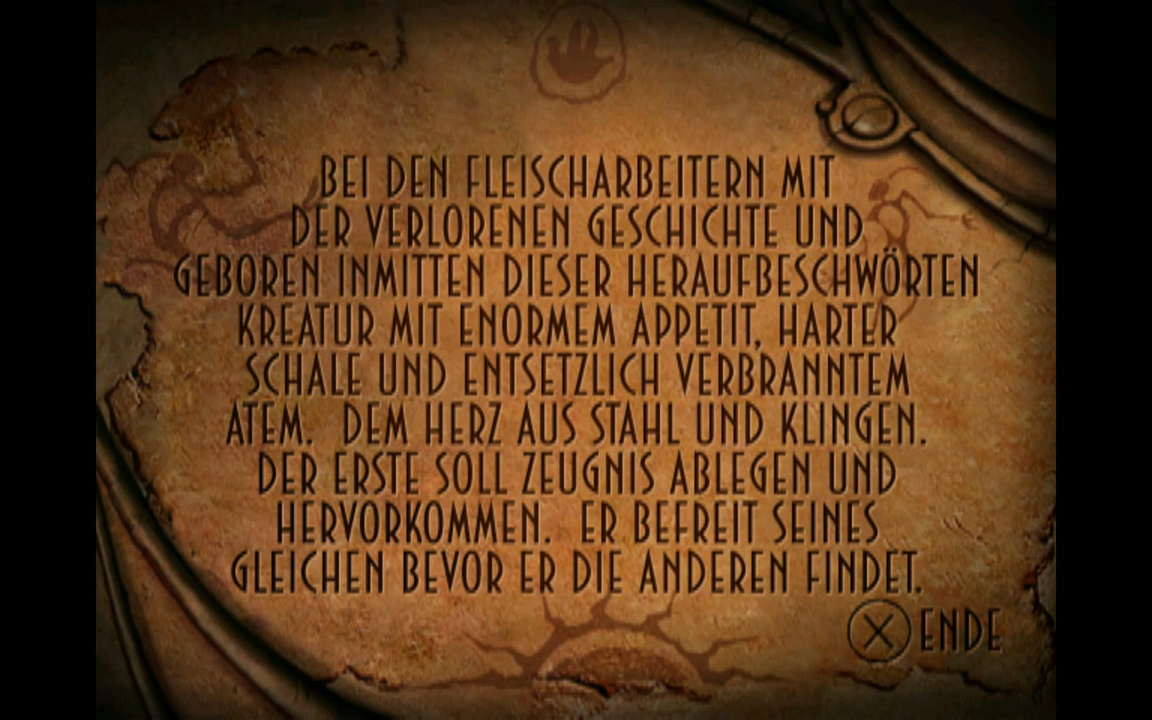 BEI DEN FLEISCHARBEITERN MIT
DER VERLORENEN GESCHICHTE UND
GEBOREN INMITTEN DIESER HERAUFBESCHWÖRTEN
KREATUR MIT ENORMEM APPETIT, HARTER
SCHALE UND ENTSETZLICH VERBRANNTEM
ATEM.  DEM HERZ AUS STAHL UND KLINGEN.
DER ERSTE SOLL ZEUGNIS ABLEGEN UND
HERVORKOMMEN.  ER BEFREIT SEINES
GLEICHEN BEVOR ER DIE ANDEREN FINDET.
X ENDE